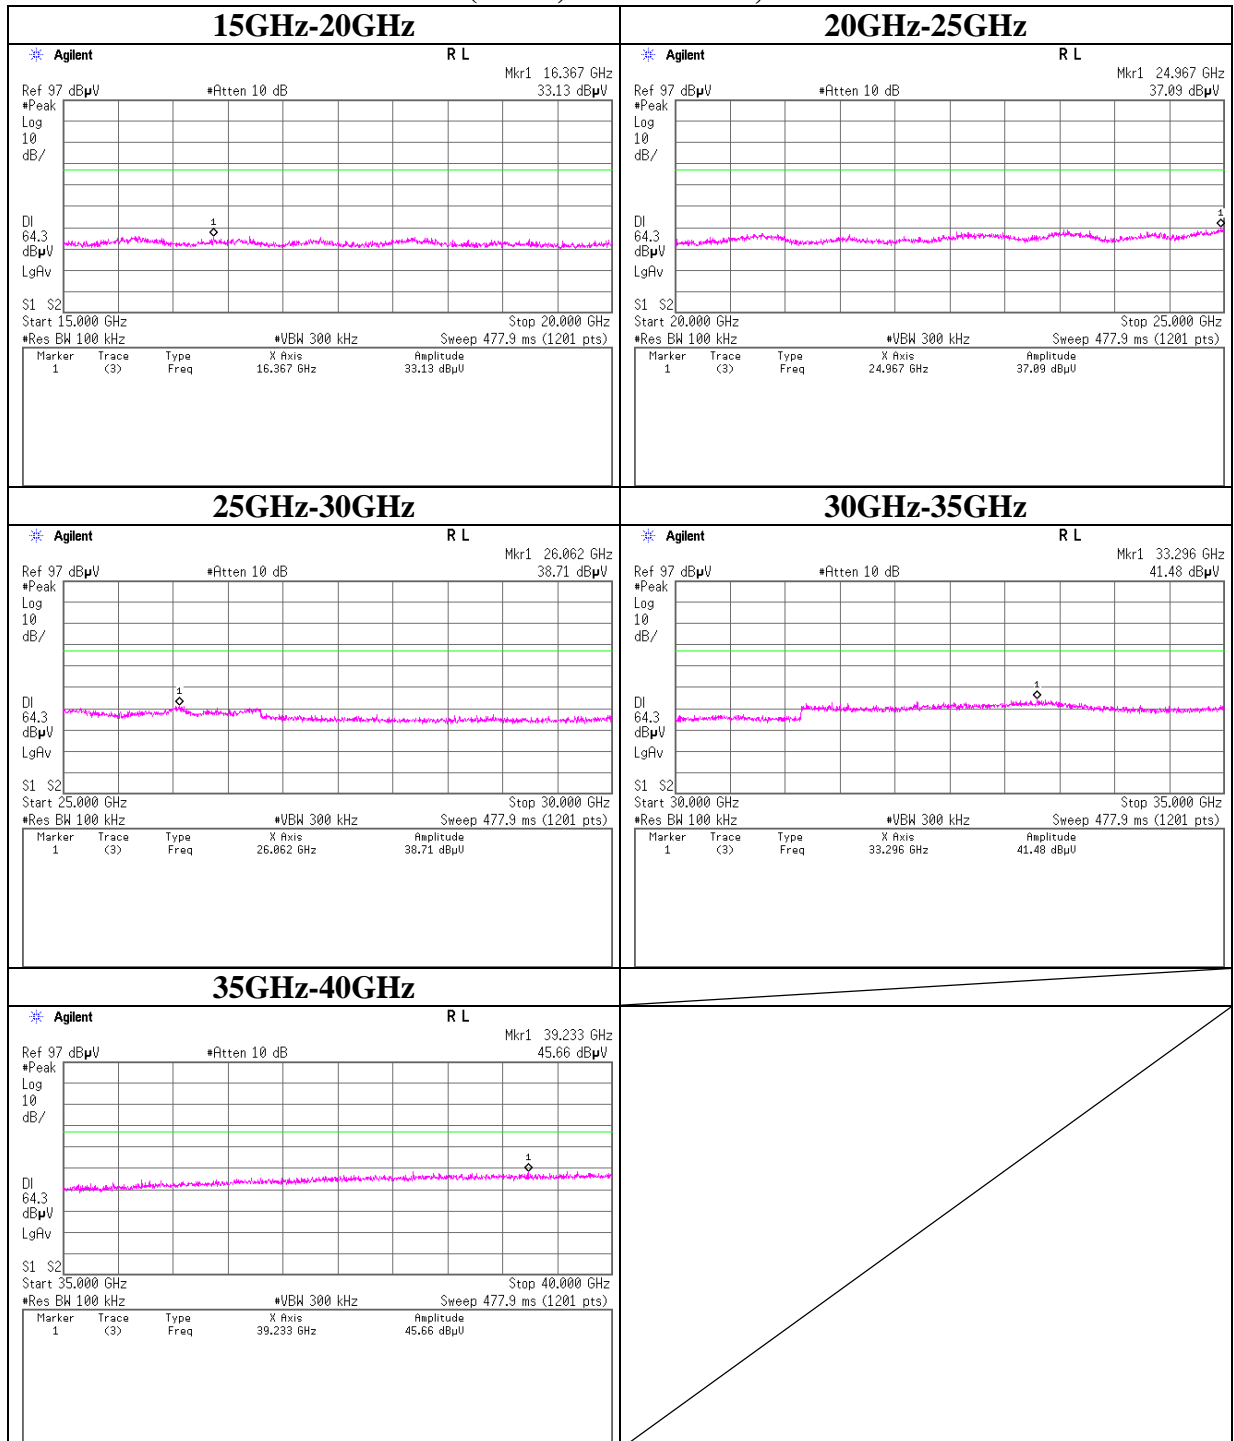 15GHz-20GHz
Agilent R L
Mkr1 16.367 GHz
Ref 97 dBµV #Atten 10 dB 33.13 dBµV
#Peak
Log
10
dB/
1
DI
64.3
dBµV
LgAv
S1 S2
Start 15.000 GHz Stop 20.000 GHz
#Res BW 100 kHz #VBW 300 kHz Sweep 477.9 ms (1201 pts)
Marker Trace Type X Axis Amplitude
1 (3) Freq 16.367 GHz 33.13 dBµV
20GHz-25GHz
Agilent R L
Mkr1 24.967 GHz
Ref 97 dBµV #Atten 10 dB 37.09 dBµV
#Peak
Log
10
dB/
1
DI
64.3
dBµV
LgAv
S1 S2
Start 20.000 GHz Stop 25.000 GHz
#Res BW 100 kHz #VBW 300 kHz Sweep 477.9 ms (1201 pts)
Marker Trace Type X Axis Amplitude
1 (3) Freq 24.967 GHz 37.09 dBµV
25GHz-30GHz
Agilent R L
Mkr1 26.062 GHz
Ref 97 dBµV #Atten 10 dB 38.71 dBµV
#Peak
Log
10
dB/
1
DI
64.3
dBµV
LgAv
S1 S2
Start 25.000 GHz Stop 30.000 GHz
#Res BW 100 kHz #VBW 300 kHz Sweep 477.9 ms (1201 pts)
Marker Trace Type X Axis Amplitude
1 (3) Freq 26.062 GHz 38.71 dBµV
30GHz-35GHz
Agilent R L
Mkr1 33.296 GHz
Ref 97 dBµV #Atten 10 dB 41.48 dBµV
#Peak
Log
10
dB/
1
DI
64.3
dBµV
LgAv
S1 S2
Start 30.000 GHz Stop 35.000 GHz
#Res BW 100 kHz #VBW 300 kHz Sweep 477.9 ms (1201 pts)
Marker Trace Type X Axis Amplitude
1 (3) Freq 33.296 GHz 41.48 dBµV
35GHz-40GHz
Agilent R L
Mkr1 39.233 GHz
Ref 97 dBµV #Atten 10 dB 45.66 dBµV
#Peak
Log
10
dB/
1
DI
64.3
dBµV
LgAv
S1 S2
Start 35.000 GHz Stop 40.000 GHz
#Res BW 100 kHz #VBW 300 kHz Sweep 477.9 ms (1201 pts)
Marker Trace Type X Axis Amplitude
1 (3) Freq 39.233 GHz 45.66 dBµV